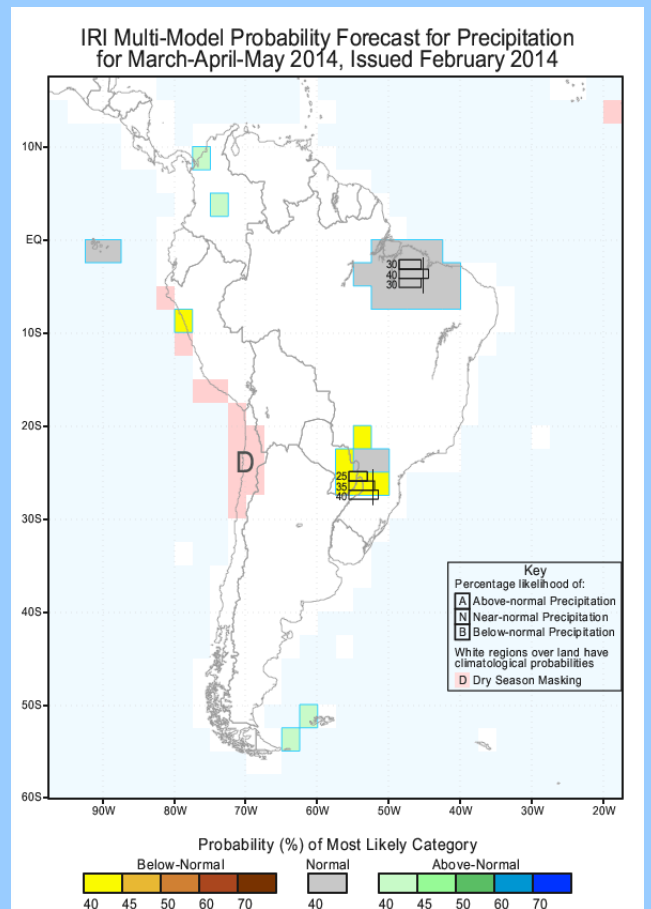 IRI Multi-Model Probability Forecast for Precipitation
for March-April-May 2014, Issued February 2014
10N
EQ
10S
20S
30S
40S
50S
60S
30
40
30
D
25
35
40
Key
Percentage likelihood of:
A Above-normal Precipitation
N Near-normal Precipitation
B Below-normal Precipitation
White regions over land have
climatological probabilities
D Dry Season Masking
90W 80W 70W 60W 50W 40W 30W 20W
Probability (%) of Most Likely Category
Below-Normal Normal Above-Normal
40 45 50 60 70 40 40 45 50 60 70